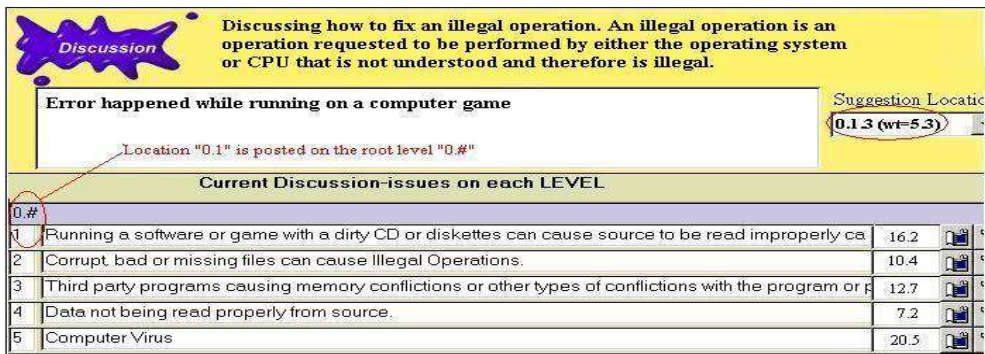 Discussion
Discussing how to fix an illegal operation. An illegal operation is an
operation requested to be performed by either the operating system
or CPU that is not understood and therefore is illegal.
Error happened while running on a computer game
Suggestion Locatio
0.1.3 (wt=5.3)
Location "0.1" is posted on the root level "0.#"
Current Discussion-issues on each LEVEL
0.#
1 Running a software or game with a dirty CD or diskettes can cause source to be read improperly ca 16.2
2 Corrupt, bad or missing files can cause Illegal Operations. 10.4
3 Third party programs causing memory conflictions or other types of conflictions with the program or p 12.7
4 Data not being read properly from source. 7.2
5 Computer Virus 20.5